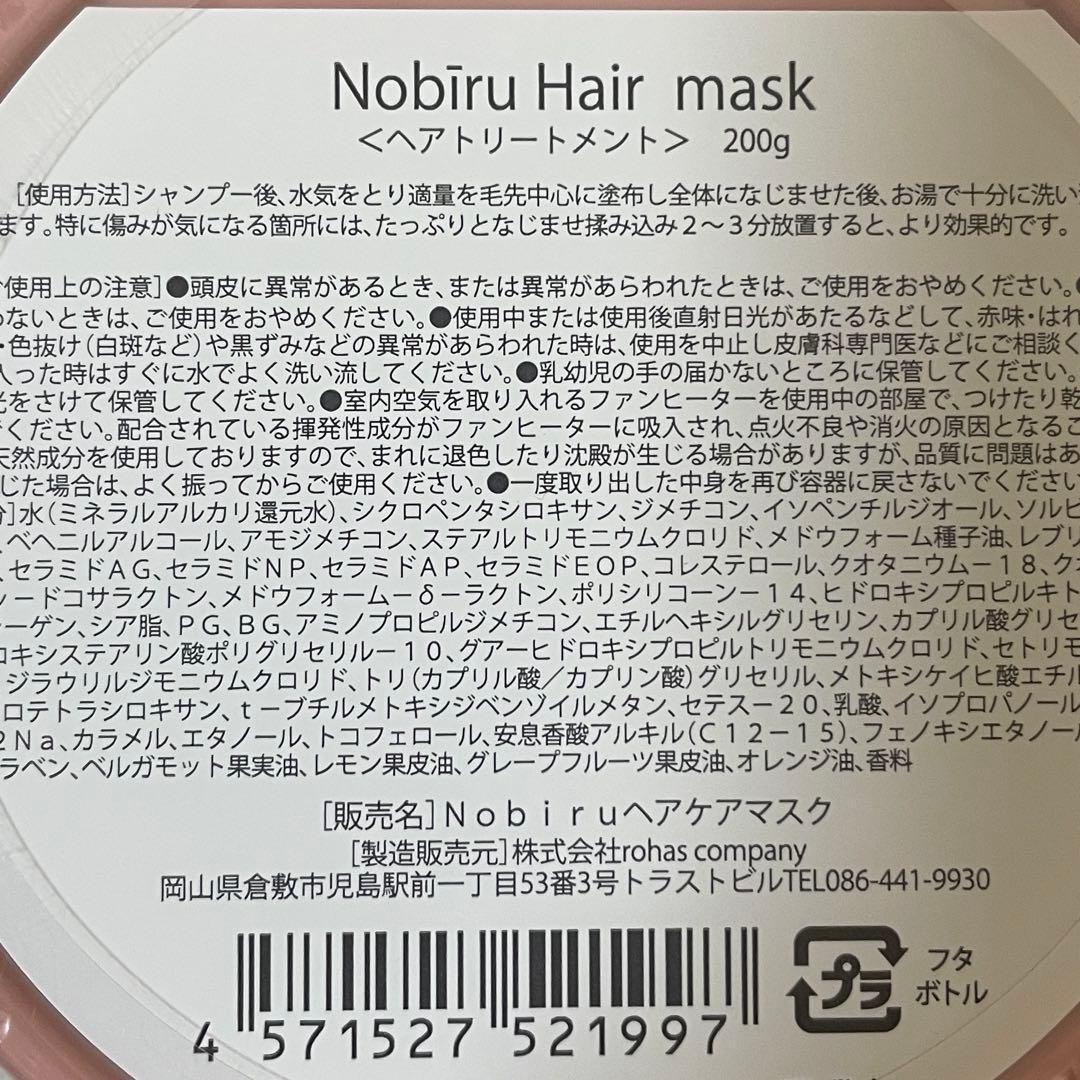 Nobīru Hair mask
＜ヘアトリートメント＞　200g
［使用方法］シャンプー後、水気をとり適量を毛先中心に塗布し全体になじませた後、お湯で十分に洗い
ます。特に傷みが気になる箇所には、たっぷりとなじませ揉み込み２～３分放置すると、より効果的です。
使用上の注意］●頭皮に異常があるとき、または異常があらわれたときは、ご使用をおやめください。●
わないときは、ご使用をおやめください。●使用中または使用後直射日光があたるなどして、赤味・はれ
・色抜け（白斑など）や黒ずみなどの異常があらわれた時は、使用を中止し皮膚科専門医などにご相談く
入った時はすぐに水でよく洗い流してください。●乳幼児の手の届かないところに保管してください。
光をさけて保管してください。●室内空気を取り入れるファンヒーターを使用中の部屋で、つけたり乾
でください。配合されている揮発性成分がファンヒーターに吸入され、点火不良や消火の原因となるこ
天然成分を使用しておりますので、まれに退色したり沈殿が生じる場合がありますが、品質に問題はあ
じた場合は、よく振ってからご使用ください。●一度取り出した中身を再び容器に戻さないでください
分］水（ミネラルアルカリ還元水）、シクロペンタシロキサン、ジメチコン、イソペンチルジオール、ソルビ
、ベヘニルアルコール、アモジメチコン、ステアルトリモニウムクロリド、メドウフォーム種子油、レブリ
、セラミドＡＧ、セラミドＮＰ、セラミドＡＰ、セラミドＥＯＰ、コレステロール、クオタニウム－１８、クオ
ードコサラクトン、メドウフォーム－δ－ラクトン、ポリシリコーン－１４、ヒドロキシプロピルキト
ラーゲン、シア脂、ＰＧ、ＢＧ、アミノプロピルジメチコン、エチルヘキシルグリセリン、カプリル酸グリセ
ロキシステアリン酸ポリグリセリル－１０、グアーヒドロキシプロピルトリモニウムクロリド、セトリモ
ジラウリルジモニウムクロリド、トリ（カプリル酸／カプリン酸）グリセリル、メトキシケイヒ酸エチル
ロテトラシロキサン、ｔ－ブチルメトキシジベンゾイルメタン、セテス－２０、乳酸、イソプロパノール
２Ｎａ、カラメル、エタノール、トコフェロール、安息香酸アルキル（Ｃ１２－１５）、フェノキシエタノール
ラベン、ベルガモット果実油、レモン果皮油、グレープフルーツ果皮油、オレンジ油、香料
［販売名］Ｎｏｂｉｒｕヘアケアマスク
［製造販売元］株式会社rohas company
岡山県倉敷市児島駅前一丁目53番3号トラストビルTEL086-441-9930
プラ
フタ
ボトル
4 571527 521997